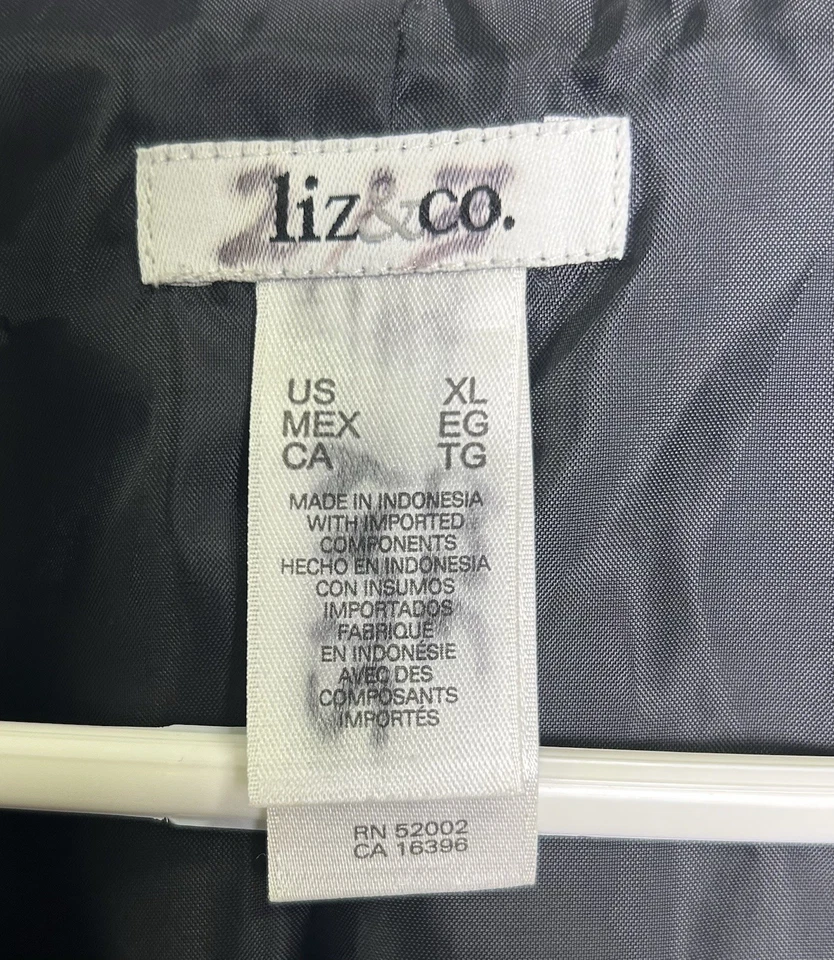 liz&co.
US XL
MEX EG
CA TG
MADE IN INDONESIA
WITH IMPORTED
COMPONENTS
HECHO EN INDONESIA
CON INSUMOS
IMPORTADOS
FABRIQUE
EN INDONÉSIE
AVEC DES
COMPOSANTS
IMPORTÉS
RN 52002
CA 16396